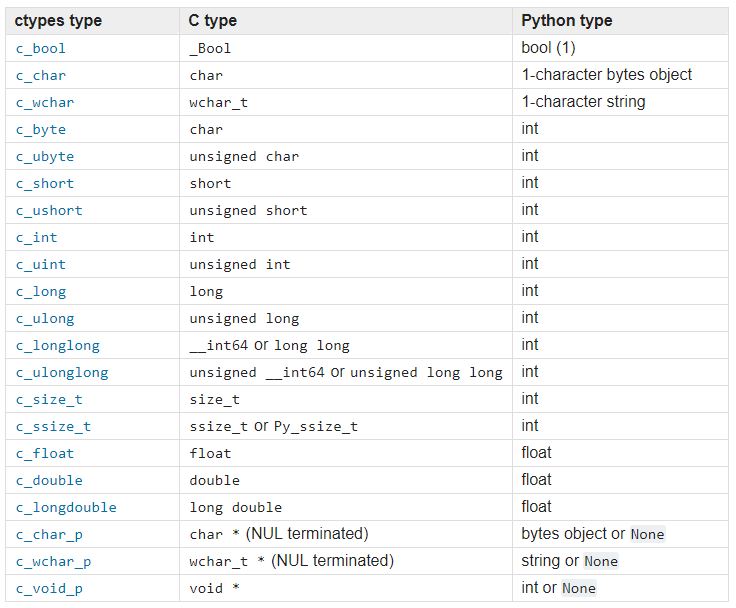 ctypes type C type Python type
c_bool _Bool bool (1)
c_char char 1-character bytes object
c_wchar wchar_t 1-character string
c_byte char int
c_ubyte unsigned char int
c_short short int
c_ushort unsigned short int
c_int int int
c_uint unsigned int int
c_long long int
c_ulong unsigned long int
c_longlong __int64 or long long int
c_ulonglong unsigned __int64 or unsigned long long int
c_size_t size_t int
c_ssize_t ssize_t or Py_ssize_t int
c_float float float
c_double double float
c_longdouble long double float
c_char_p char * (NUL terminated) bytes object or None
c_wchar_p wchar_t * (NUL terminated) string or None
c_void_p void * int or None